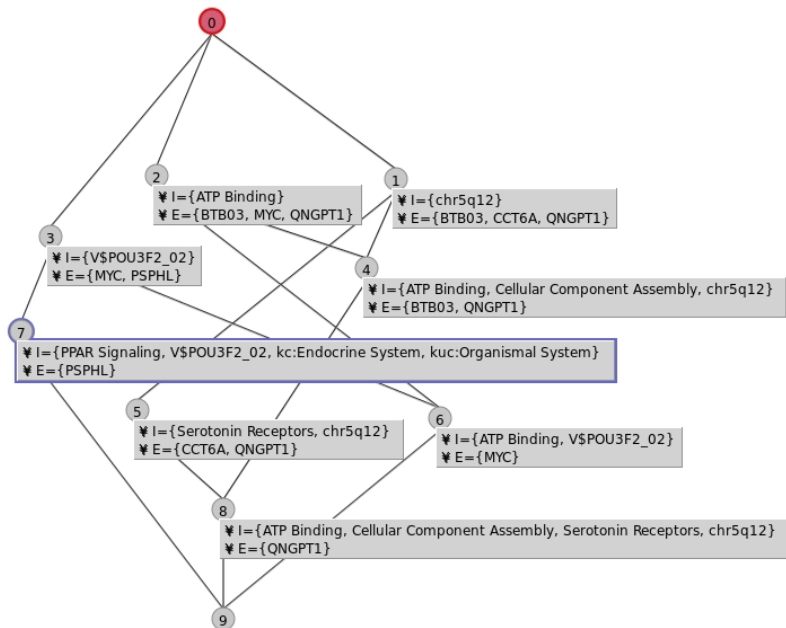 0
2
¥ I={ATP Binding}
¥ E={BTB03, MYC, QNGPT1}
1
¥ I={chr5q12}
¥ E={BTB03, CCT6A, QNGPT1}
3
¥ I={V$POU3F2_02}
¥ E={MYC, PSPHL}
4
¥ I={ATP Binding, Cellular Component Assembly, chr5q12}
¥ E={BTB03, QNGPT1}
7
¥ I={PPAR Signaling, V$POU3F2_02, kc:Endocrine System, kuc:Organismal System}
¥ E={PSPHL}
5
¥ I={Serotonin Receptors, chr5q12}
¥ E={CCT6A, QNGPT1}
6
¥ I={ATP Binding, V$POU3F2_02}
¥ E={MYC}
8
¥ I={ATP Binding, Cellular Component Assembly, Serotonin Receptors, chr5q12}
¥ E={QNGPT1}
9